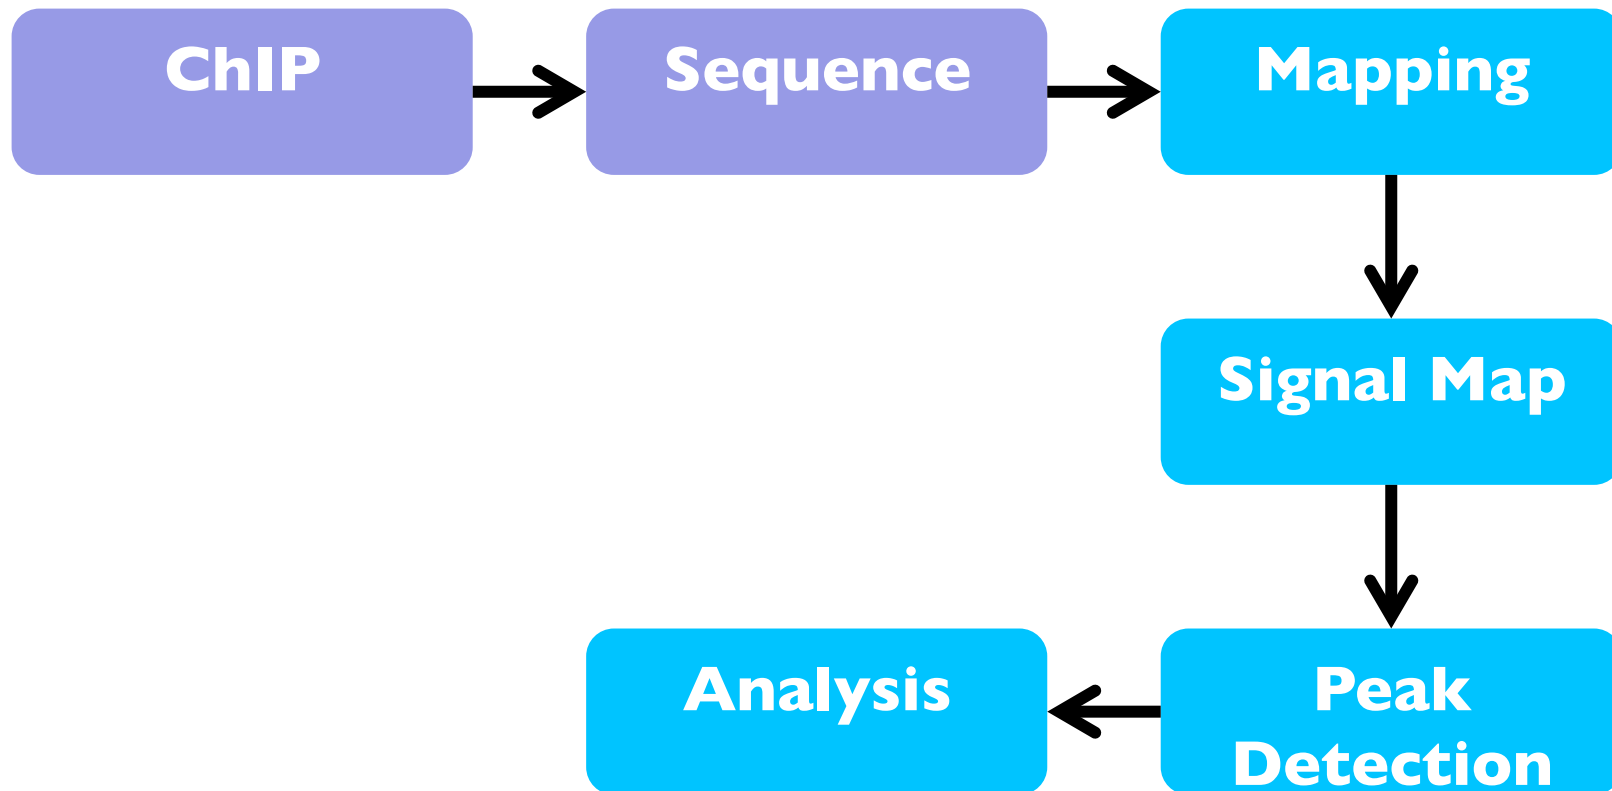 ChIP
Sequence
Mapping
Signal Map
Analysis
Peak
Detection